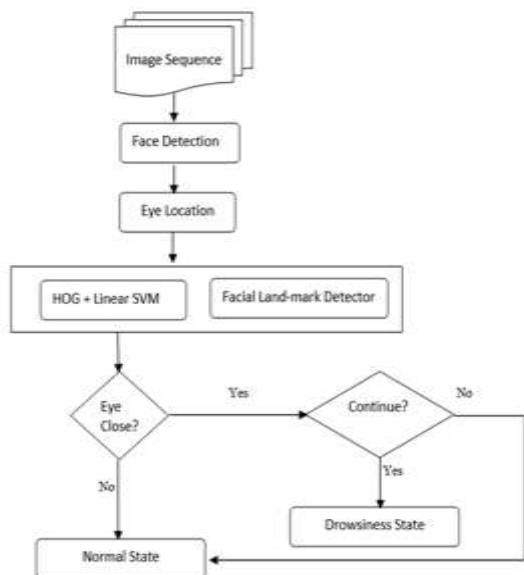 Image Sequence
Face Detection
Eye Location
HOG + Linear SVM
Facial Land-mark Detector
Eye
Close?
Yes
Continue?
No
No
Yes
Drowsiness State
Normal State